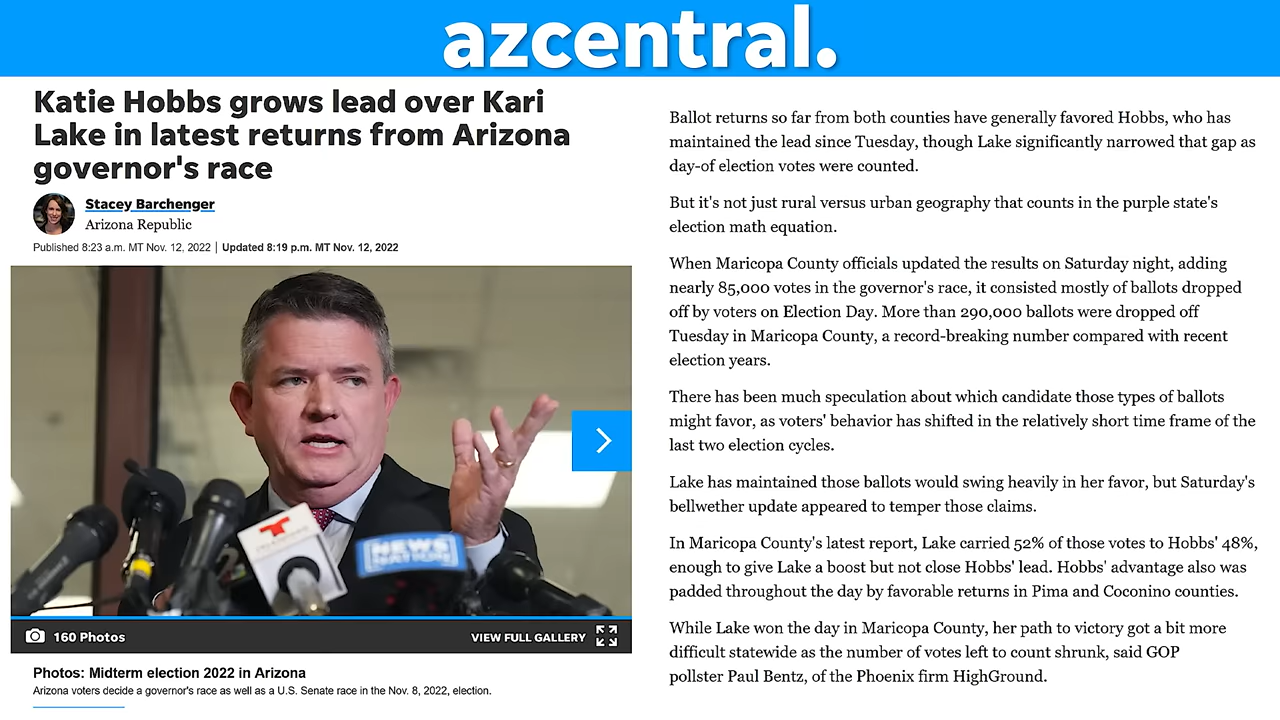 azcentral.
Katie Hobbs grows lead over Kari
Lake in latest returns from Arizona
governor's race
Stacey Barchenger
Arizona Republic
Published 8:23 a.m. MT Nov. 12, 2022 | Updated 8:19 p.m. MT Nov. 12, 2022
NEWS
NATION
160 Photos
VIEW FULL GALLERY
Photos: Midterm election 2022 in Arizona
Arizona voters decide a governor's race as well as a U.S. Senate race in the Nov. 8, 2022, election.
Ballot returns so far from both counties have generally favored Hobbs, who has
maintained the lead since Tuesday, though Lake significantly narrowed that gap as
day-of election votes were counted.
But it's not just rural versus urban geography that counts in the purple state's
election math equation.
When Maricopa County officials updated the results on Saturday night, adding
nearly 85,000 votes in the governor's race, it consisted mostly of ballots dropped
off by voters on Election Day. More than 290,000 ballots were dropped off
Tuesday in Maricopa County, a record-breaking number compared with recent
election years.
There has been much speculation about which candidate those types of ballots
might favor, as voters' behavior has shifted in the relatively short time frame of the
last two election cycles.
Lake has maintained those ballots would swing heavily in her favor, but Saturday's
bellwether update appeared to temper those claims.
In Maricopa County's latest report, Lake carried 52% of those votes to Hobbs' 48%,
enough to give Lake a boost but not close Hobbs' lead. Hobbs' advantage also was
padded throughout the day by favorable returns in Pima and Coconino counties.
While Lake won the day in Maricopa County, her path to victory got a bit more
difficult statewide as the number of votes left to count shrunk, said GOP
pollster Paul Bentz, of the Phoenix firm HighGround.